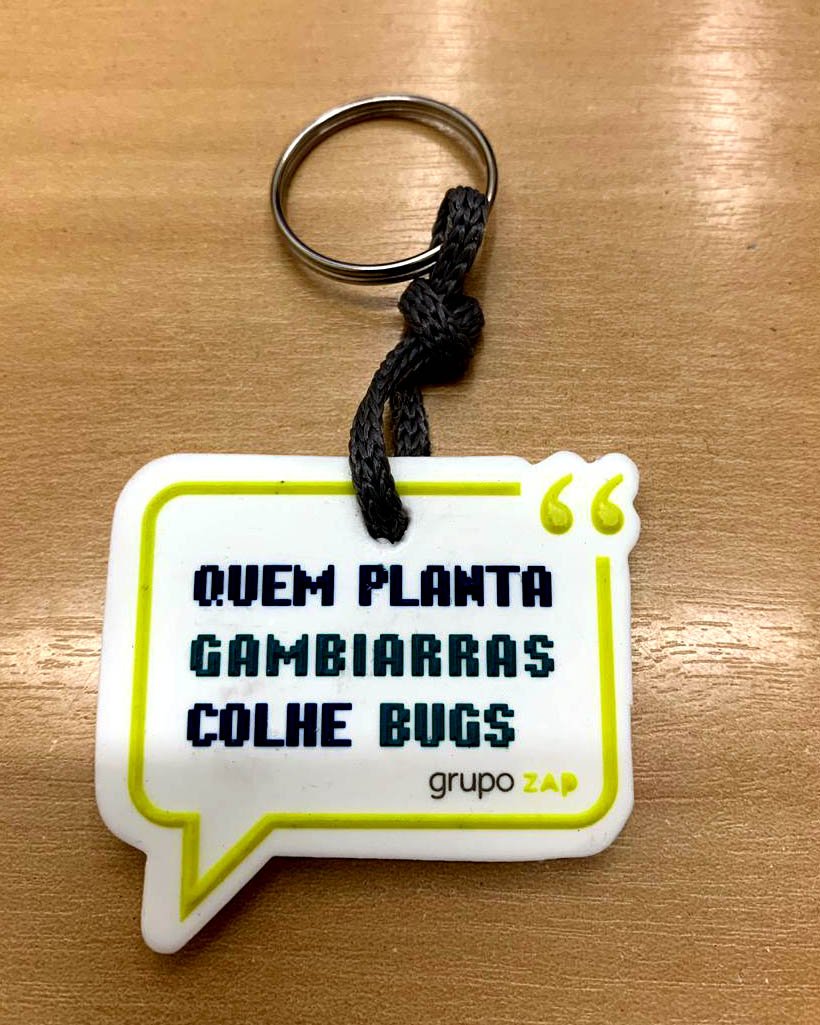 “
QUEM PLANTA
GAMBIARRAS
COLHE BUGS
grupo zap